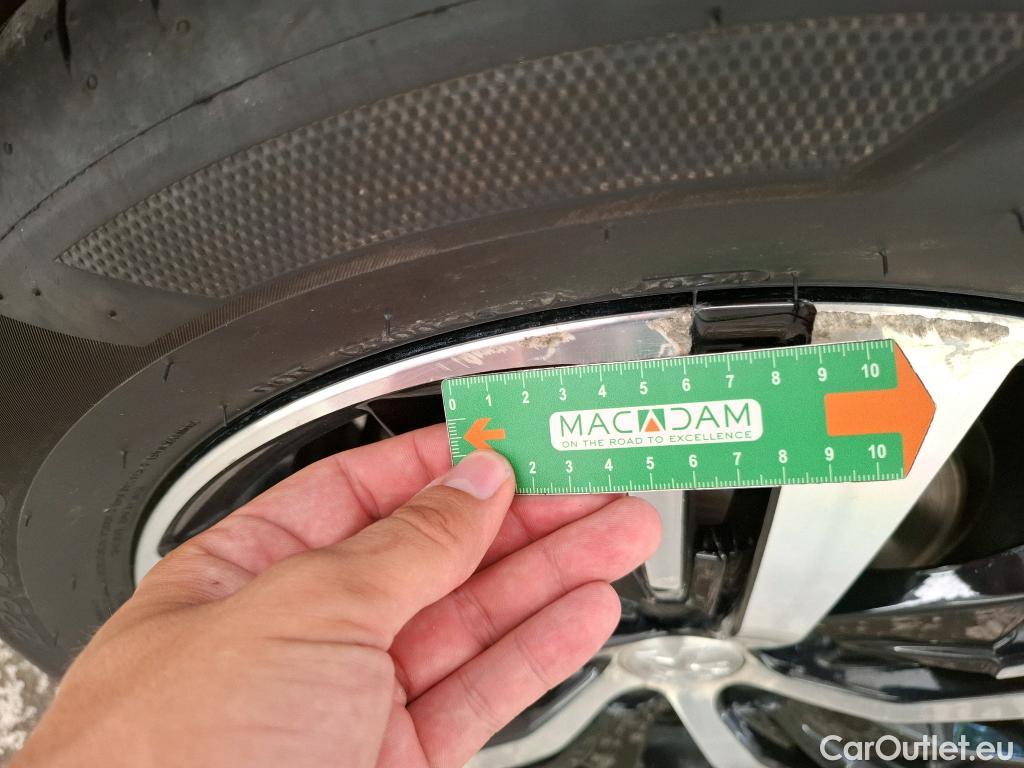 DOT
0 1 2 3 4 5 6 7 8 9 10
MACADAM
ON THE ROAD TO EXCELLENCE
2 3 4 5 6 7 8 9 10
CarOutlet.eu